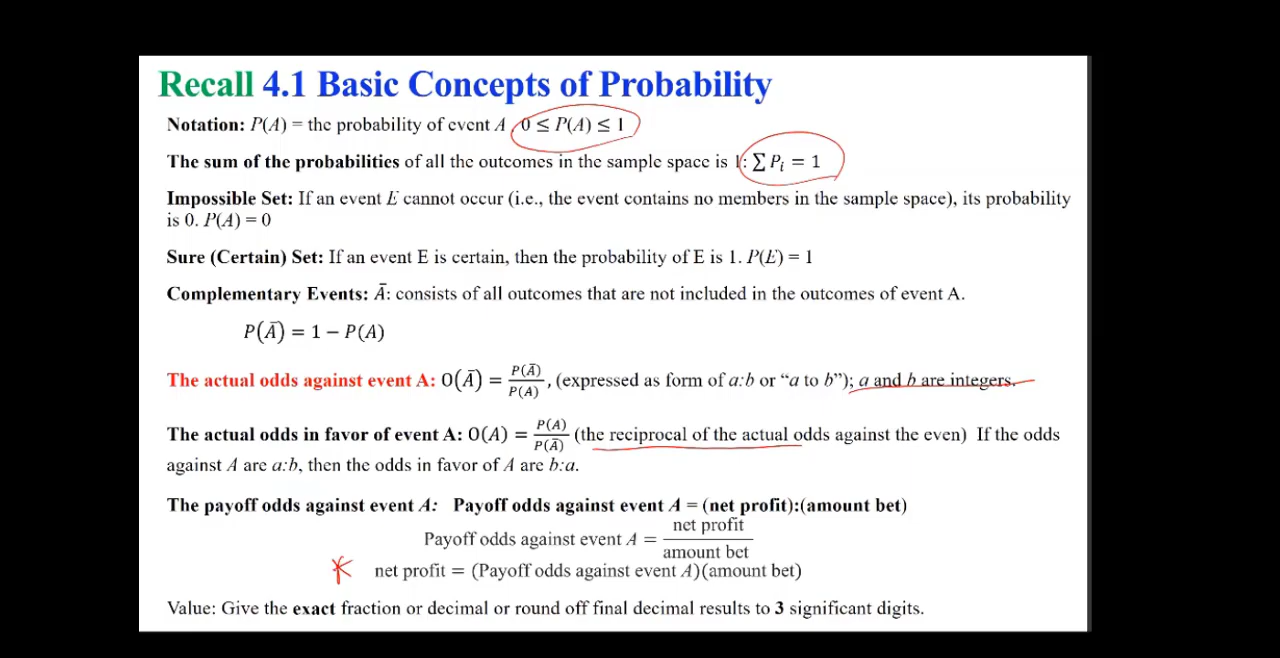 Recall 4.1 Basic Concepts of Probability
Notation: P(A) = the probability of event A, 0 ≤ P(A) ≤ 1
The sum of the probabilities of all the outcomes in the sample space is 1: ∑ Pᵢ = 1
Impossible Set: If an event E cannot occur (i.e., the event contains no members in the sample space), its probability
is 0. P(A) = 0
Sure (Certain) Set: If an event E is certain, then the probability of E is 1. P(E) = 1
Complementary Events: Ā: consists of all outcomes that are not included in the outcomes of event A.
P(Ā) = 1 − P(A)
The actual odds against event A: O(Ā) = P(Ā)/P(A), (expressed as form of a:b or “a to b”); a and b are integers.
The actual odds in favor of event A: O(A) = P(A)/P(Ā) (the reciprocal of the actual odds against the even) If the odds
against A are a:b, then the odds in favor of A are b:a.
The payoff odds against event A: Payoff odds against event A = (net profit):(amount bet)
Payoff odds against event A = net profit/amount bet
* net profit = (Payoff odds against event A)(amount bet)
Value: Give the exact fraction or decimal or round off final decimal results to 3 significant digits.